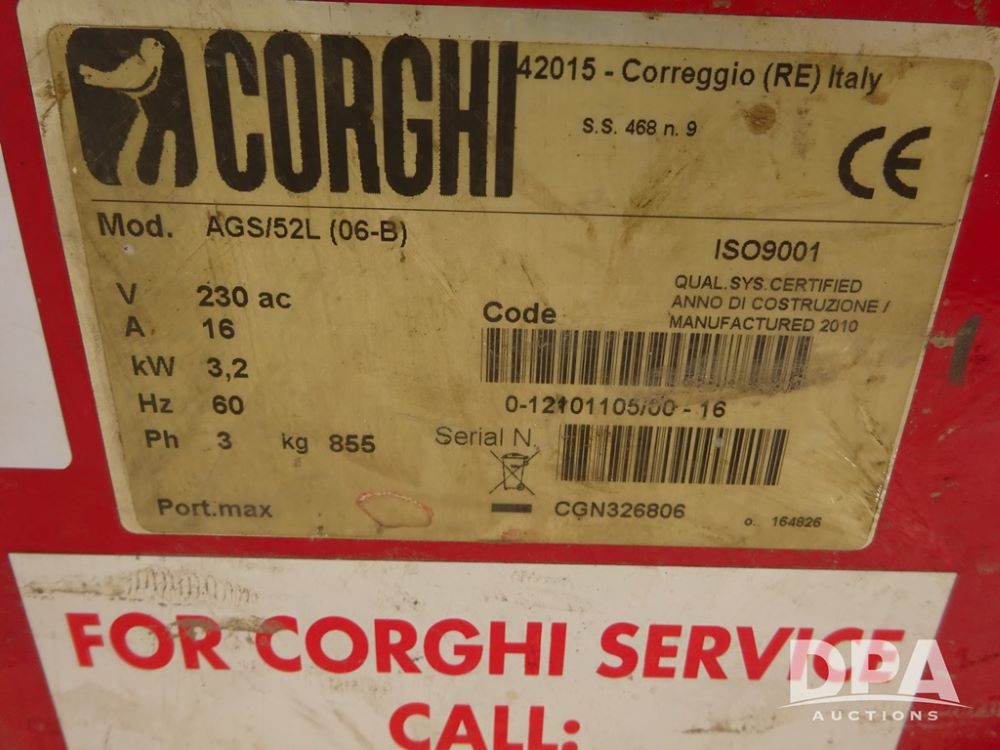 CORGHI
42015 - Correggio (RE) Italy
S.S. 468 n. 9
CE
Mod. AGS/52L (06-B)
ISO9001
QUAL.SYS.CERTIFIED
ANNO DI COSTRUZIONE /
MANUFACTURED 2010
V 230 ac
A 16
kW 3,2
Hz 60
Ph 3 kg 855
Port.max
Code
0-12101105/00 - 16
Serial N.
CGN326806
o. 164826
FOR CORGHI SERVICE
CALL:
DPA
AUCTIONS